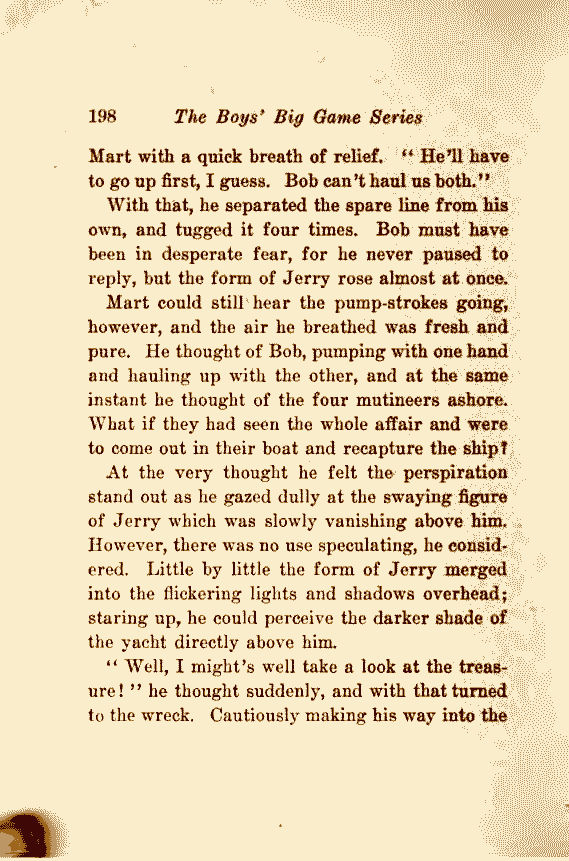 198 The Boys' Big Game Series
Mart with a quick breath of relief. “ He'll have
to go up first, I guess. Bob can't haul us both.”
With that, he separated the spare line from his
own, and tugged it four times. Bob must have
been in desperate fear, for he never paused to
reply, but the form of Jerry rose almost at once.
Mart could still hear the pump-strokes going,
however, and the air he breathed was fresh and
pure. He thought of Bob, pumping with one hand
and hauling up with the other, and at the same
instant he thought of the four mutineers ashore.
What if they had seen the whole affair and were
to come out in their boat and recapture the ship?
At the very thought he felt the perspiration
stand out as he gazed dully at the swaying figure
of Jerry which was slowly vanishing above him.
However, there was no use speculating, he consid-
ered. Little by little the form of Jerry merged
into the flickering lights and shadows overhead;
staring up, he could perceive the darker shade of
the yacht directly above him.
“ Well, I might's well take a look at the treas-
ure! ” he thought suddenly, and with that turned
to the wreck. Cautiously making his way into the